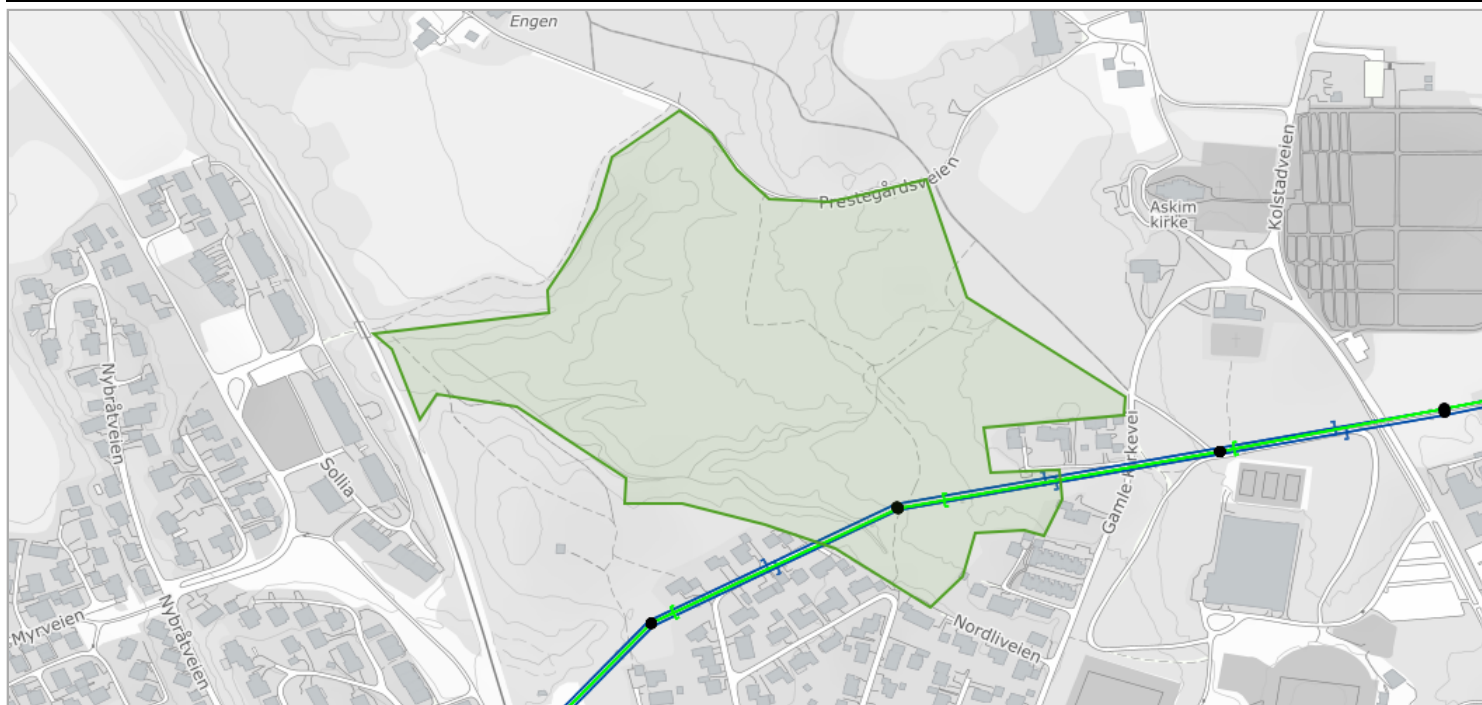 Engen
Prestegårdsveien
Kolstadveien
Askim
kirke
Nybråtveien
Sollia
Gamle-Kirkevei
Nybråtveien
Myrveien
Nordliveien